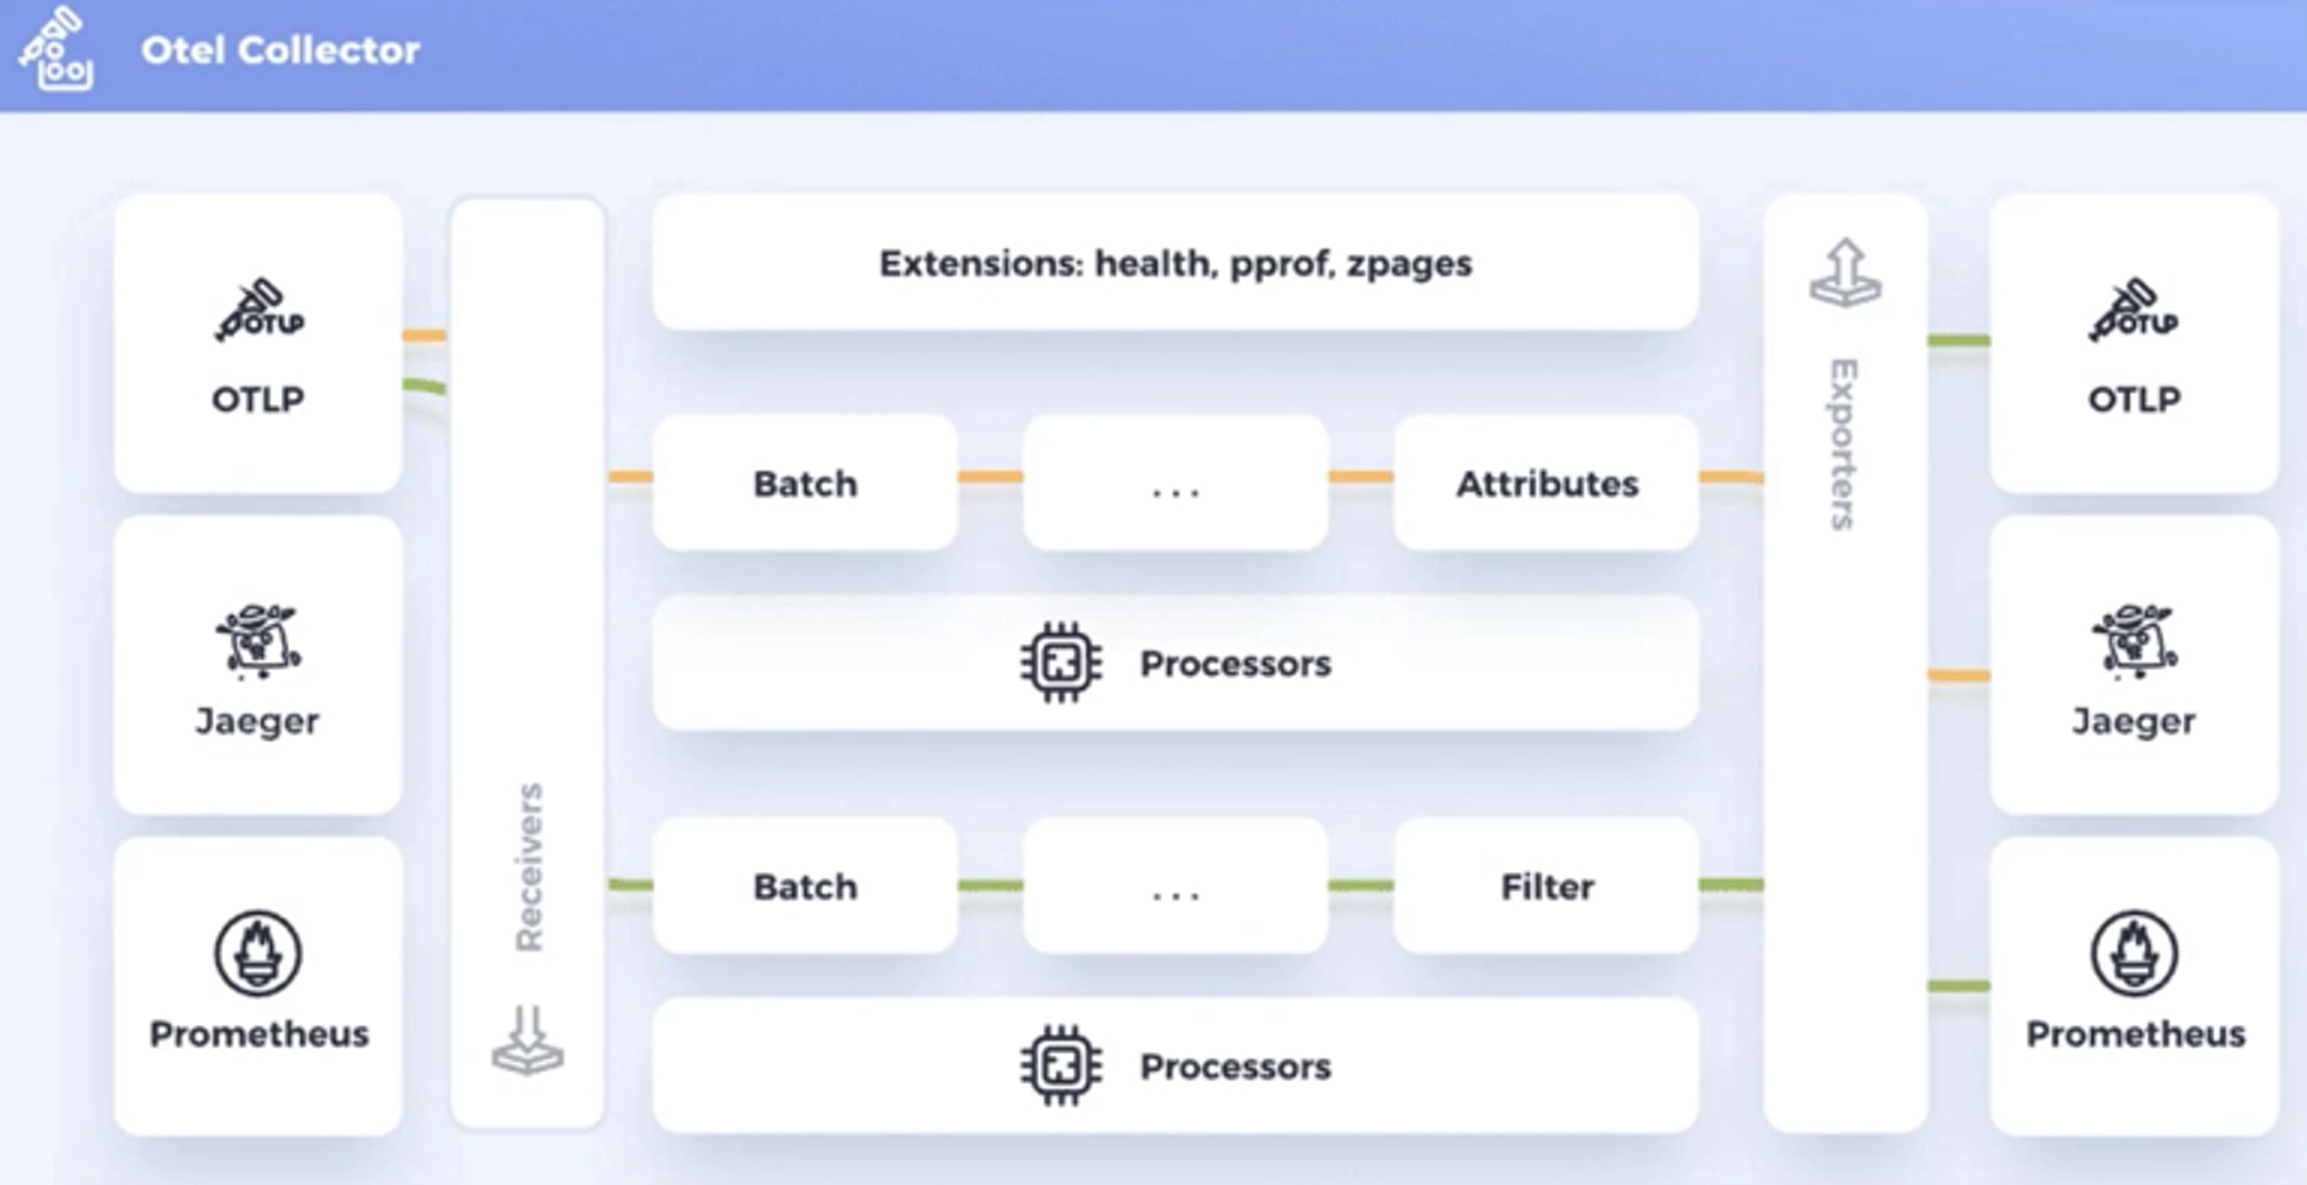 Otel Collector
OTLP
OTLP
Jaeger
Prometheus
Receivers
Extensions: health, pprof, zpages
Batch
...
Attributes
Processors
Batch
...
Filter
Processors
Exporters
OTLP
OTLP
Jaeger
Prometheus